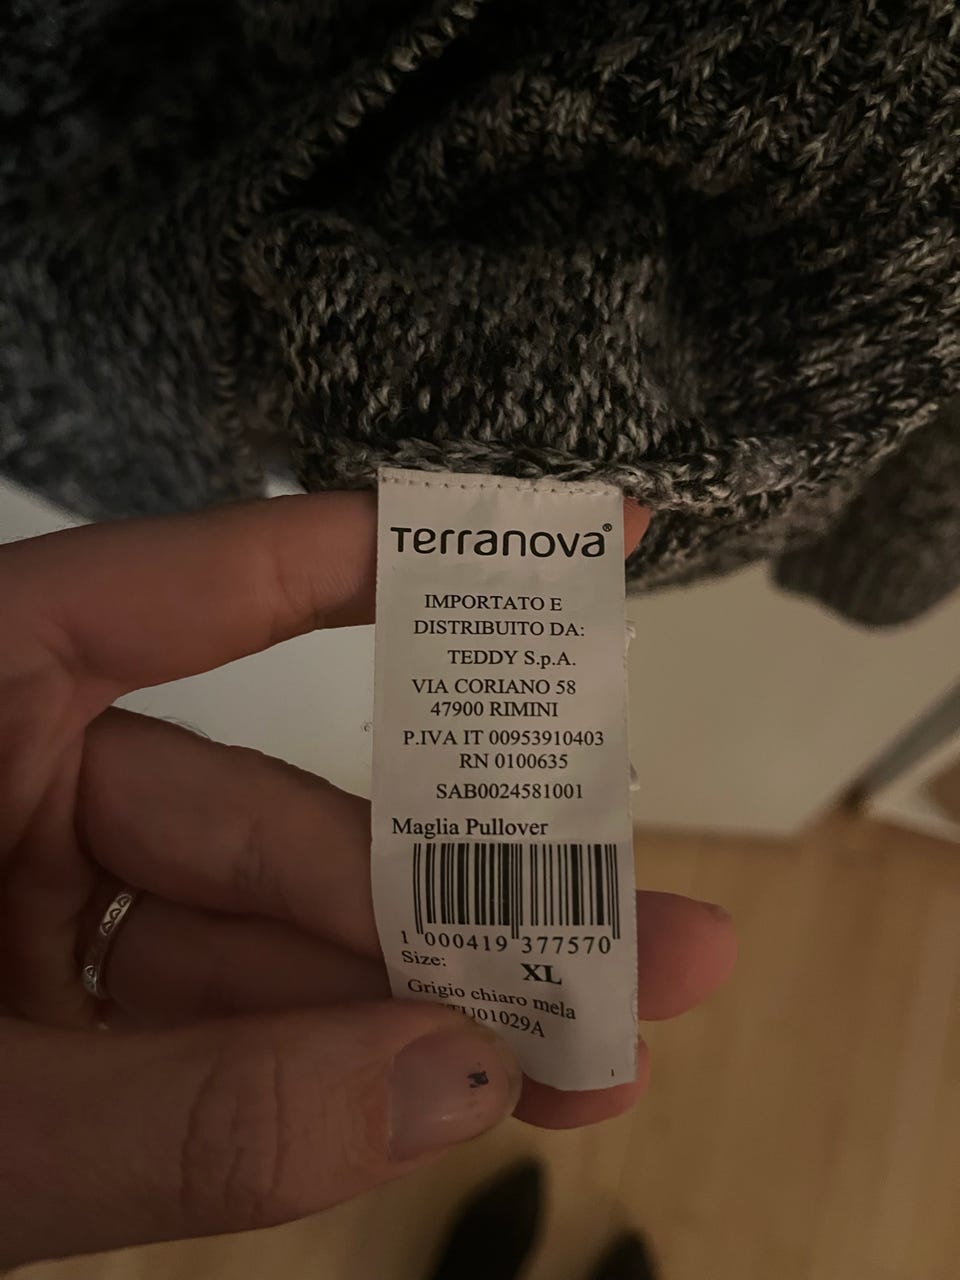 Terranova®
IMPORTATO E
DISTRIBUITO DA:
TEDDY S.p.A.
VIA CORIANO 58
47900 RIMINI
P.IVA IT 00953910403
RN 0100635
SAB0024581001
Maglia Pullover
1 000419 377570
Size: XL
Grigio chiaro mela
1